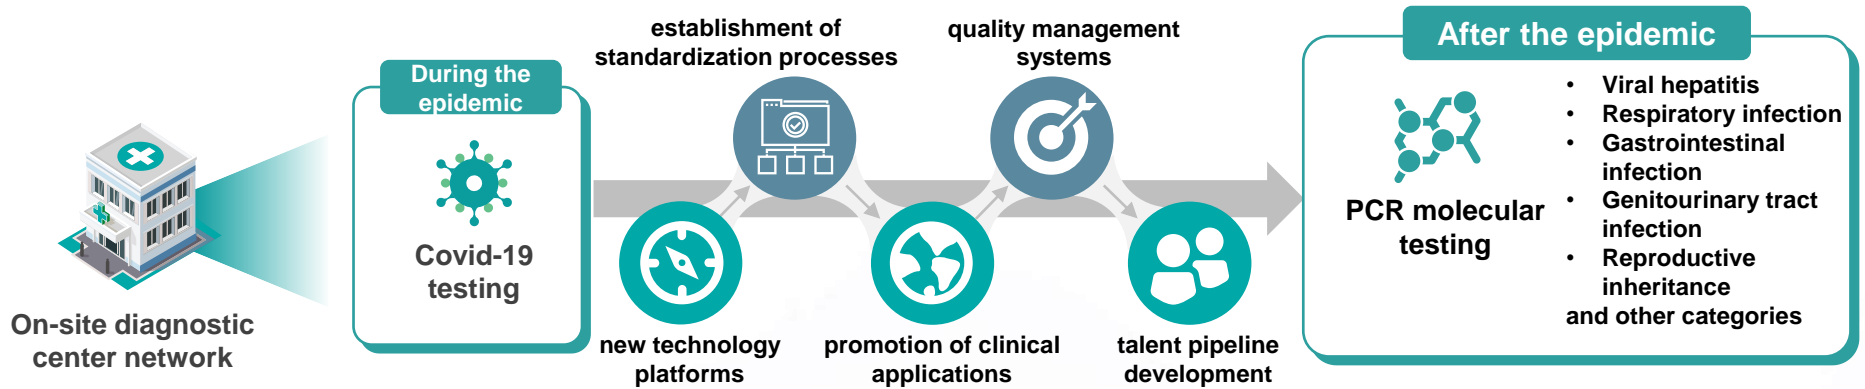 On-site diagnostic
center network
During the
epidemic
Covid-19
testing
new technology
platforms
establishment of
standardization processes
promotion of clinical
applications
quality management
systems
talent pipeline
development
After the epidemic
PCR molecular
testing
• Viral hepatitis
• Respiratory infection
• Gastrointestinal
infection
• Genitourinary tract
infection
• Reproductive
inheritance
and other categories